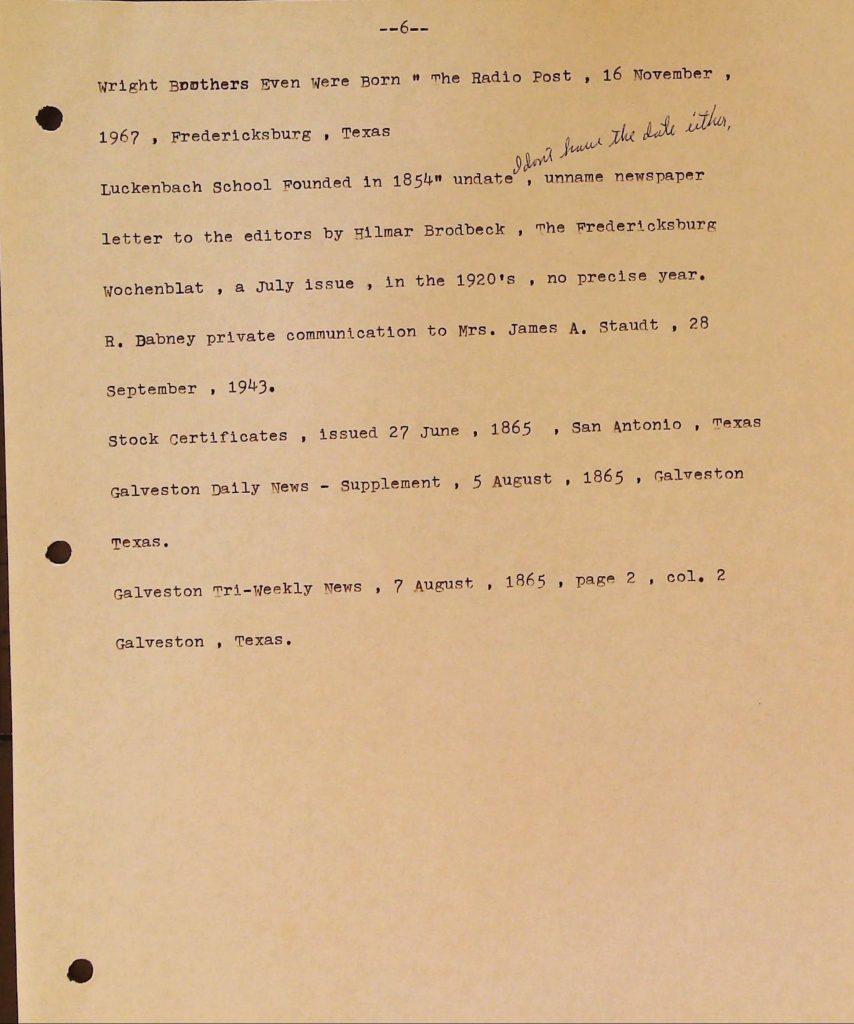 --6--
Wright Brothers Even Were Born " The Radio Post , 16 November ,
1967 , Fredericksburg , Texas
I don't have the date either.
Luckenbach School Founded in 1854" undate , unname newspaper
letter to the editors by Hilmar Brodbeck , The Fredericksburg
Wochenblat , a July issue , in the 1920's , no precise year.
R. Dabney private communication to Mrs. James A. Staudt , 28
September , 1943.
Stock Certificates , issued 27 June , 1865 , San Antonio , Texas
Galveston Daily News - Supplement , 5 August , 1865 , Galveston
Texas.
Galveston Tri-Weekly News , 7 August , 1865 , page 2 , col. 2
Galveston , Texas.